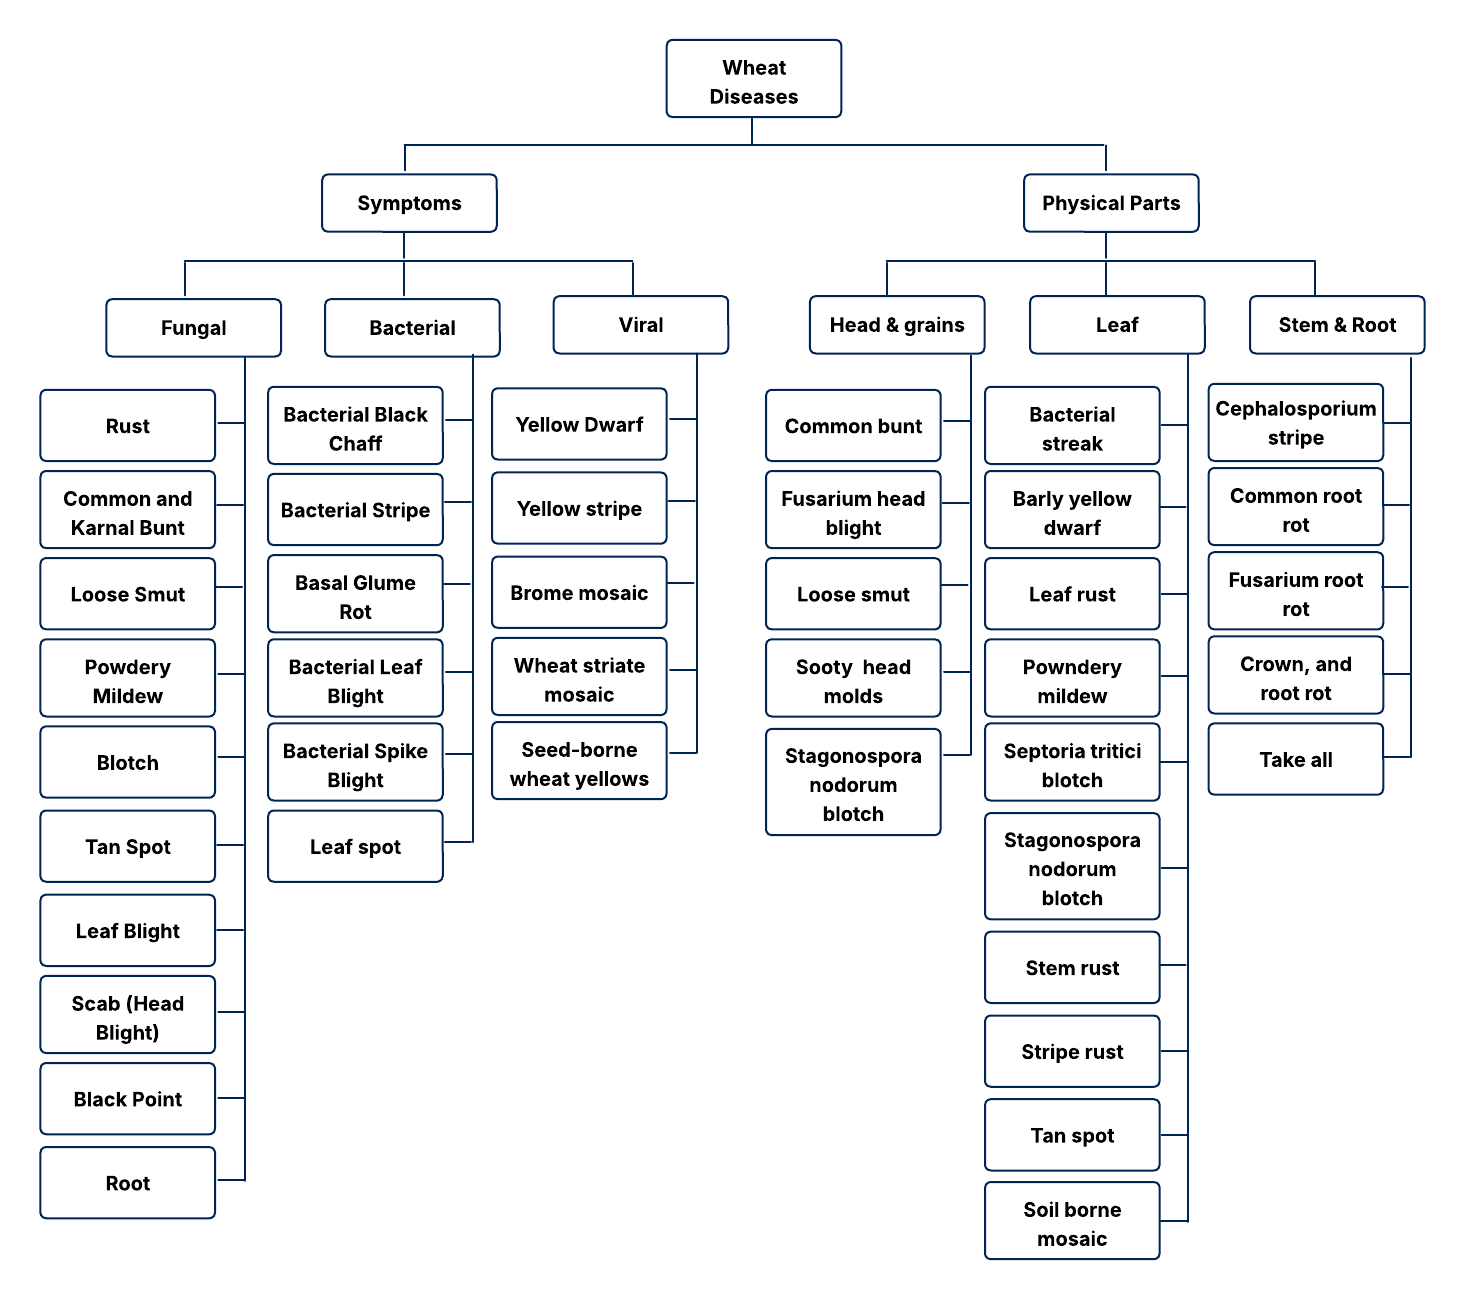 Wheat
Diseases
Symptoms
Physical Parts
Fungal
Bacterial
Viral
Head & grains
Leaf
Stem & Root
Rust
Common and
Karnal Bunt
Loose Smut
Powdery
Mildew
Blotch
Tan Spot
Leaf Blight
Scab (Head
Blight)
Black Point
Root
Bacterial Black
Chaff
Bacterial Stripe
Basal Glume
Rot
Bacterial Leaf
Blight
Bacterial Spike
Blight
Leaf spot
Yellow Dwarf
Yellow stripe
Brome mosaic
Wheat striate
mosaic
Seed-borne
wheat yellows
Common bunt
Fusarium head
blight
Loose smut
Sooty  head
molds
Stagonospora
nodorum
blotch
Bacterial
streak
Barly yellow
dwarf
Leaf rust
Powndery
mildew
Septoria tritici
blotch
Stagonospora
nodorum
blotch
Stem rust
Stripe rust
Tan spot
Soil borne
mosaic
Cephalosporium
stripe
Common root
rot
Fusarium root
rot
Crown, and
root rot
Take all